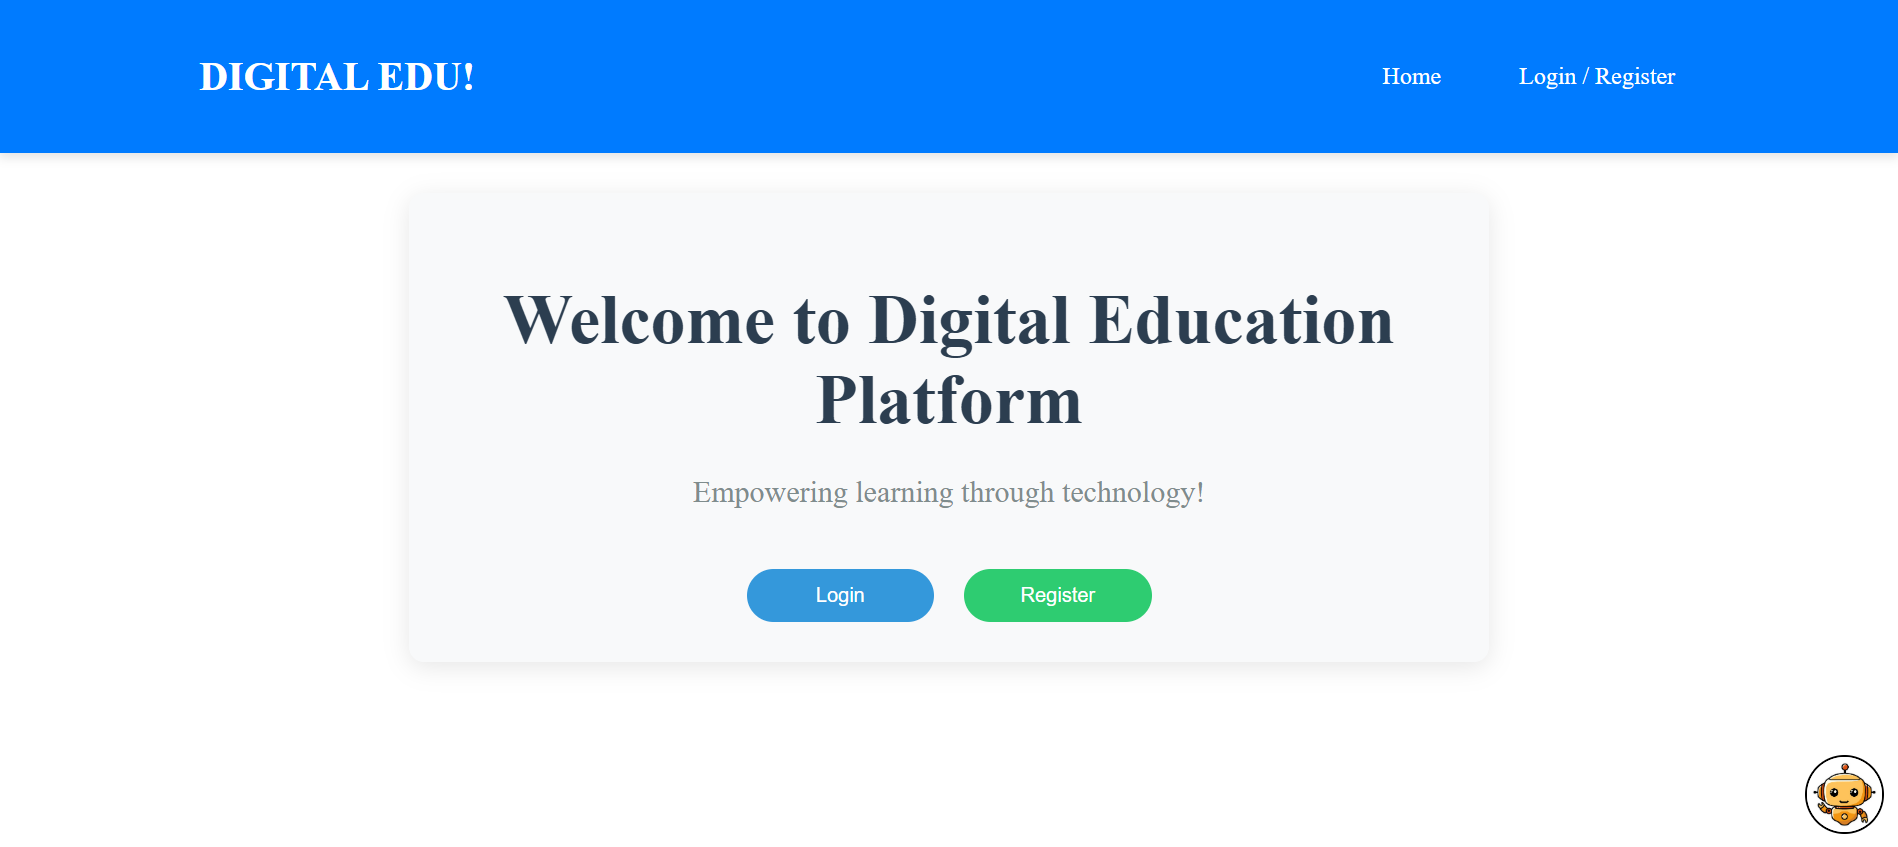 DIGITAL EDU!
Home
Login / Register
Welcome to Digital Education
Platform
Empowering learning through technology!
Login
Register